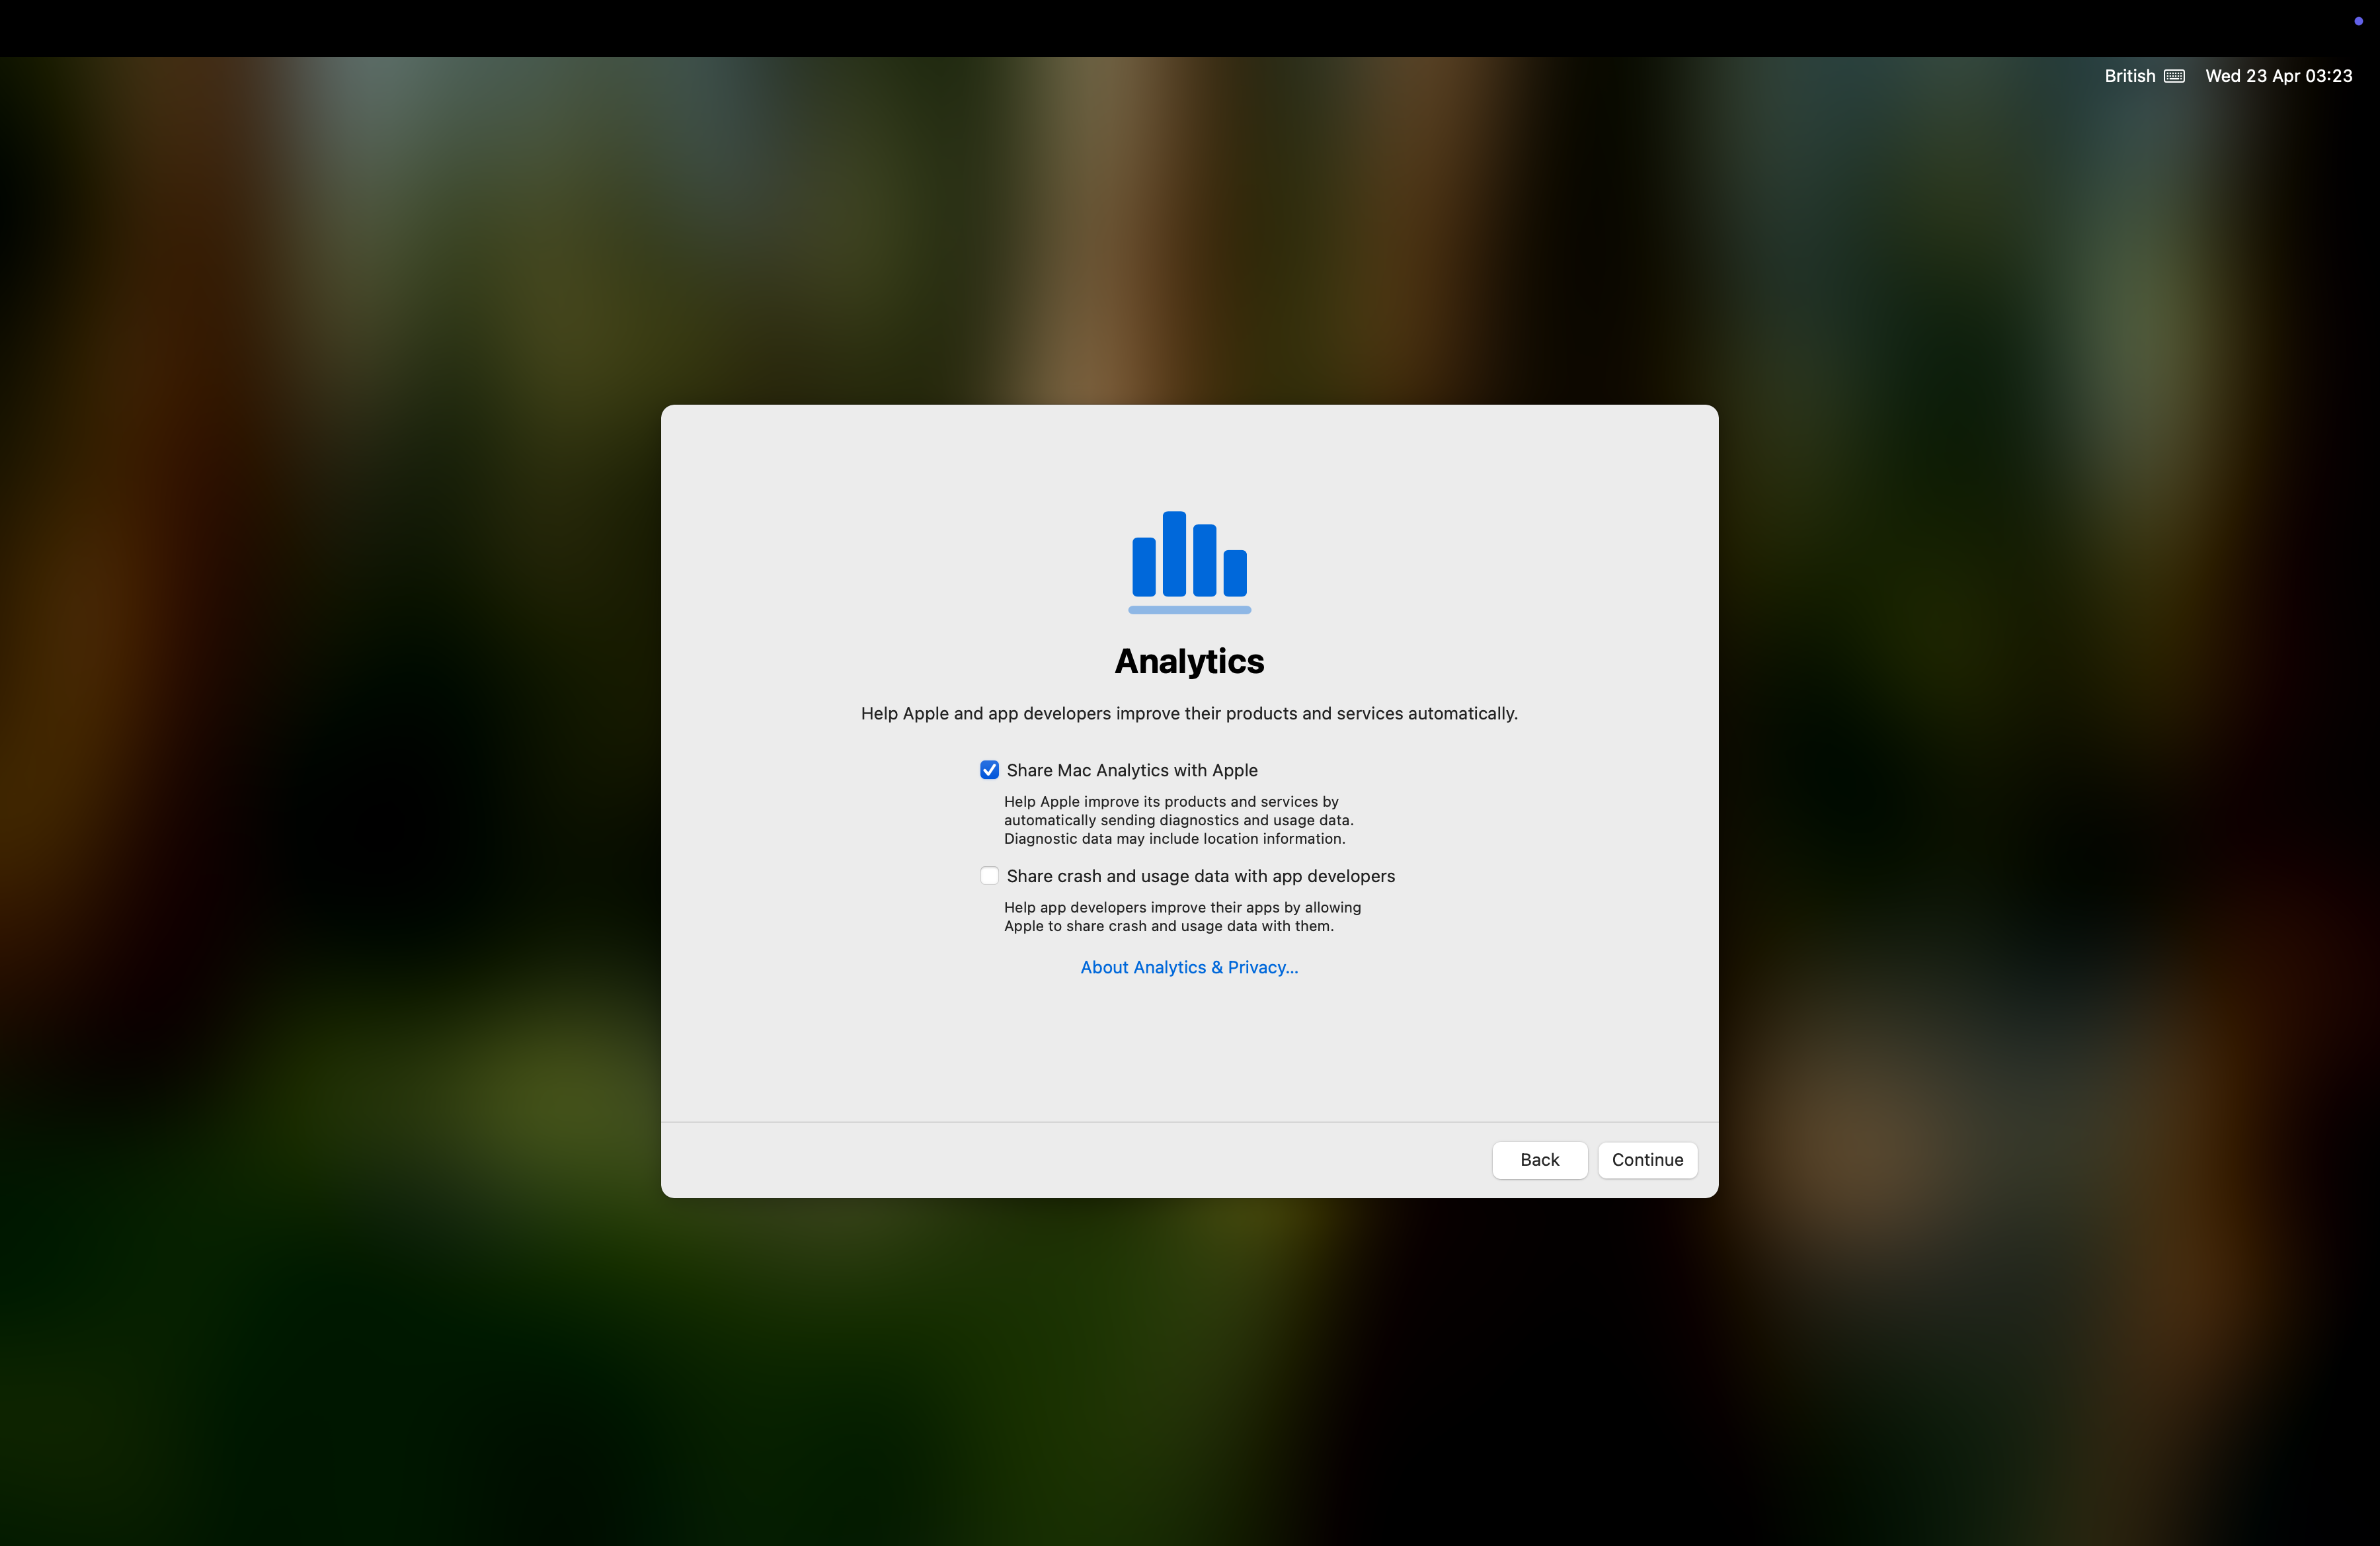 British Wed 23 Apr 03:23
Analytics
Help Apple and app developers improve their products and services automatically.
Share Mac Analytics with Apple
Help Apple improve its products and services by
automatically sending diagnostics and usage data.
Diagnostic data may include location information.
Share crash and usage data with app developers
Help app developers improve their apps by allowing
Apple to share crash and usage data with them.
About Analytics & Privacy...
Back Continue